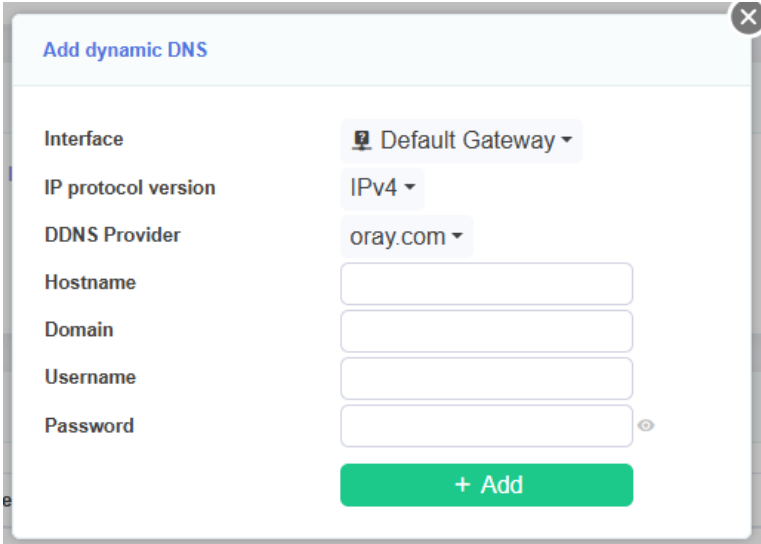 Add dynamic DNS
Interface
Default Gateway
IP protocol version
IPv4
DDNS Provider
oray.com
Hostname
Domain
Username
Password
+ Add
e